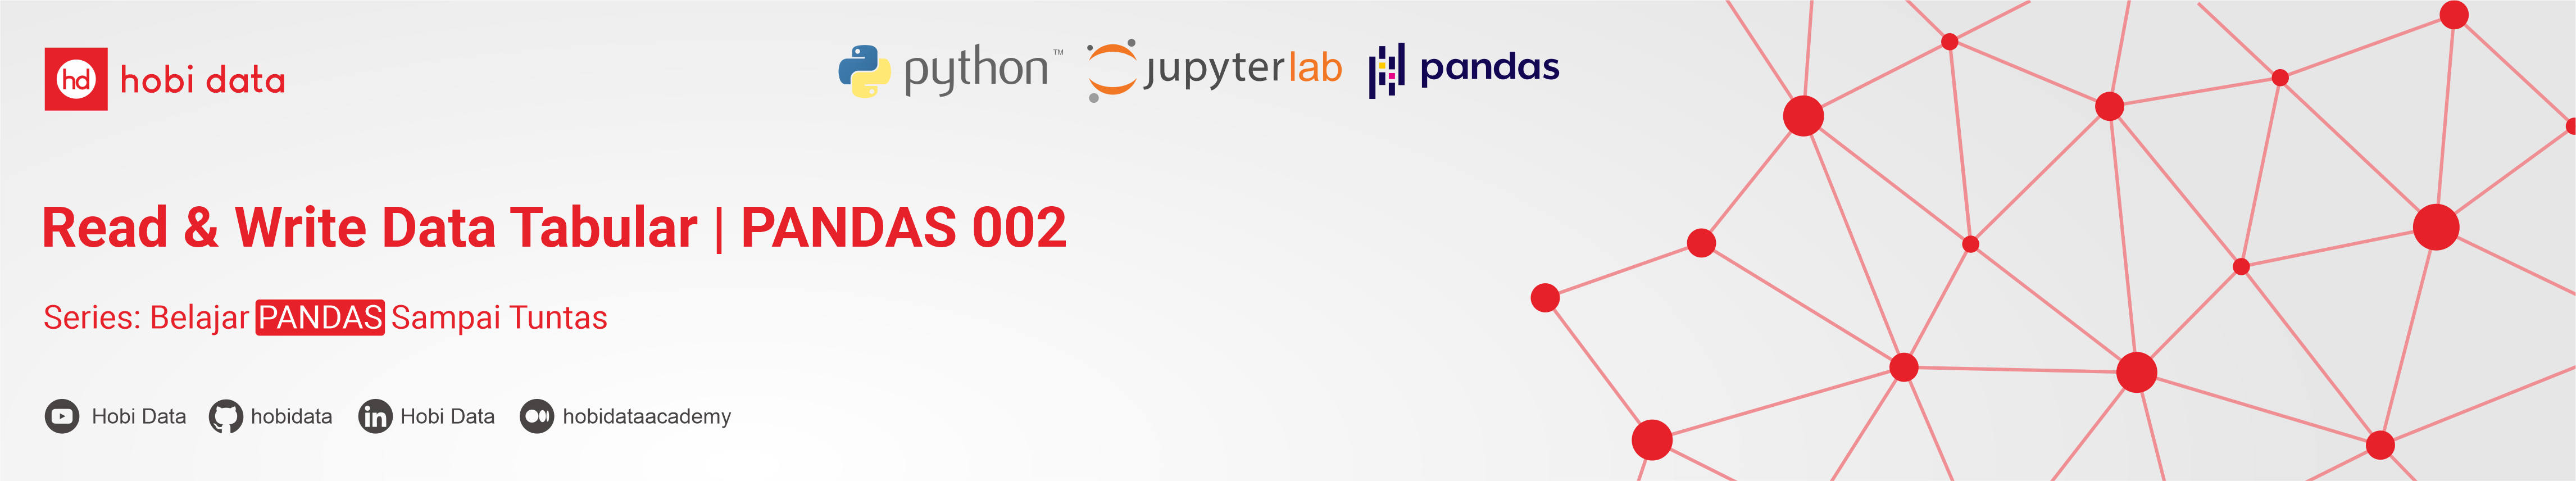 hd hobi data
python™ jupyterlab pandas
Read & Write Data Tabular | PANDAS 002
Series: Belajar PANDAS Sampai Tuntas
Hobi Data hobidata in Hobi Data hobidataacademy